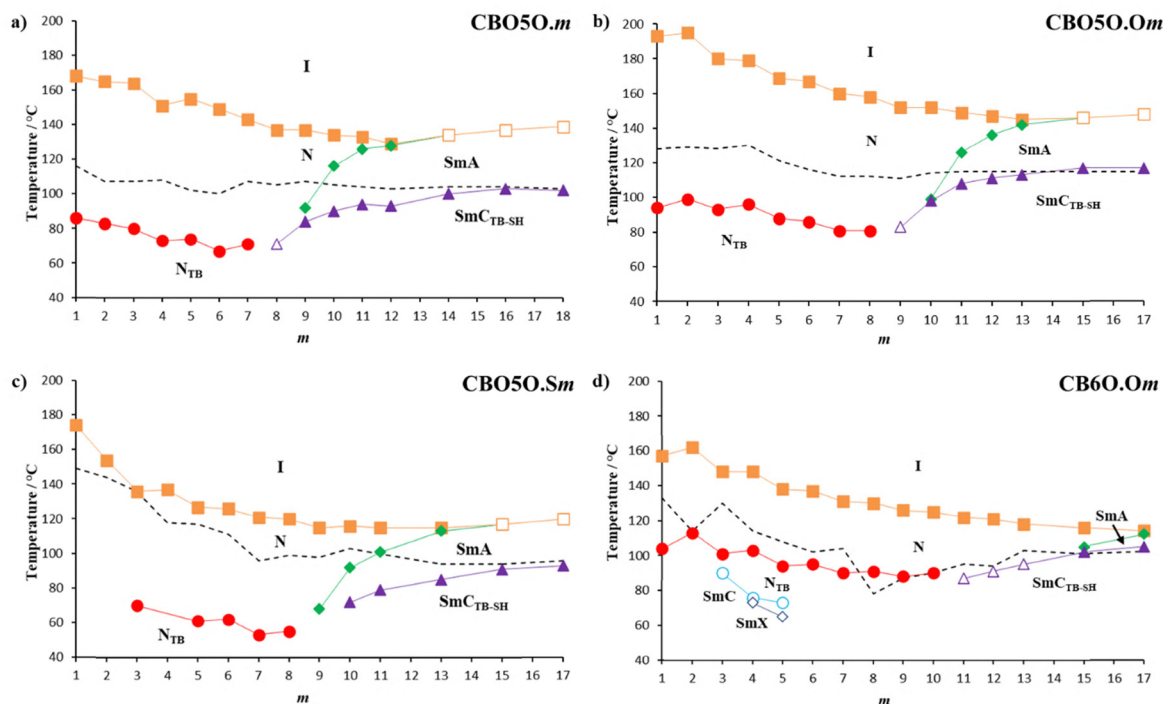 a)
CBO5O.m
200
180
160
140
120
100
80
60
40
Temperature / °C
I
N
SmA
SmC_TB-SH
N_TB
1 2 3 4 5 6 7 8 9 10 11 12 13 14 15 16 17 18
m
b)
CBO5O.Om
200
180
160
140
120
100
80
60
40
Temperature / °C
I
N
SmA
SmC_TB-SH
N_TB
1 2 3 4 5 6 7 8 9 10 11 12 13 14 15 16 17
m
c)
CBO5O.Sm
200
180
160
140
120
100
80
60
40
Temperature / °C
I
N
SmA
SmC_TB-SH
N_TB
1 2 3 4 5 6 7 8 9 10 11 12 13 14 15 16 17
m
d)
CB6O.Om
200
180
160
140
120
100
80
60
40
Temperature / °C
I
SmA
N
N_TB
SmC
SmC_TB-SH
SmX
1 2 3 4 5 6 7 8 9 10 11 12 13 14 15 16 17
m